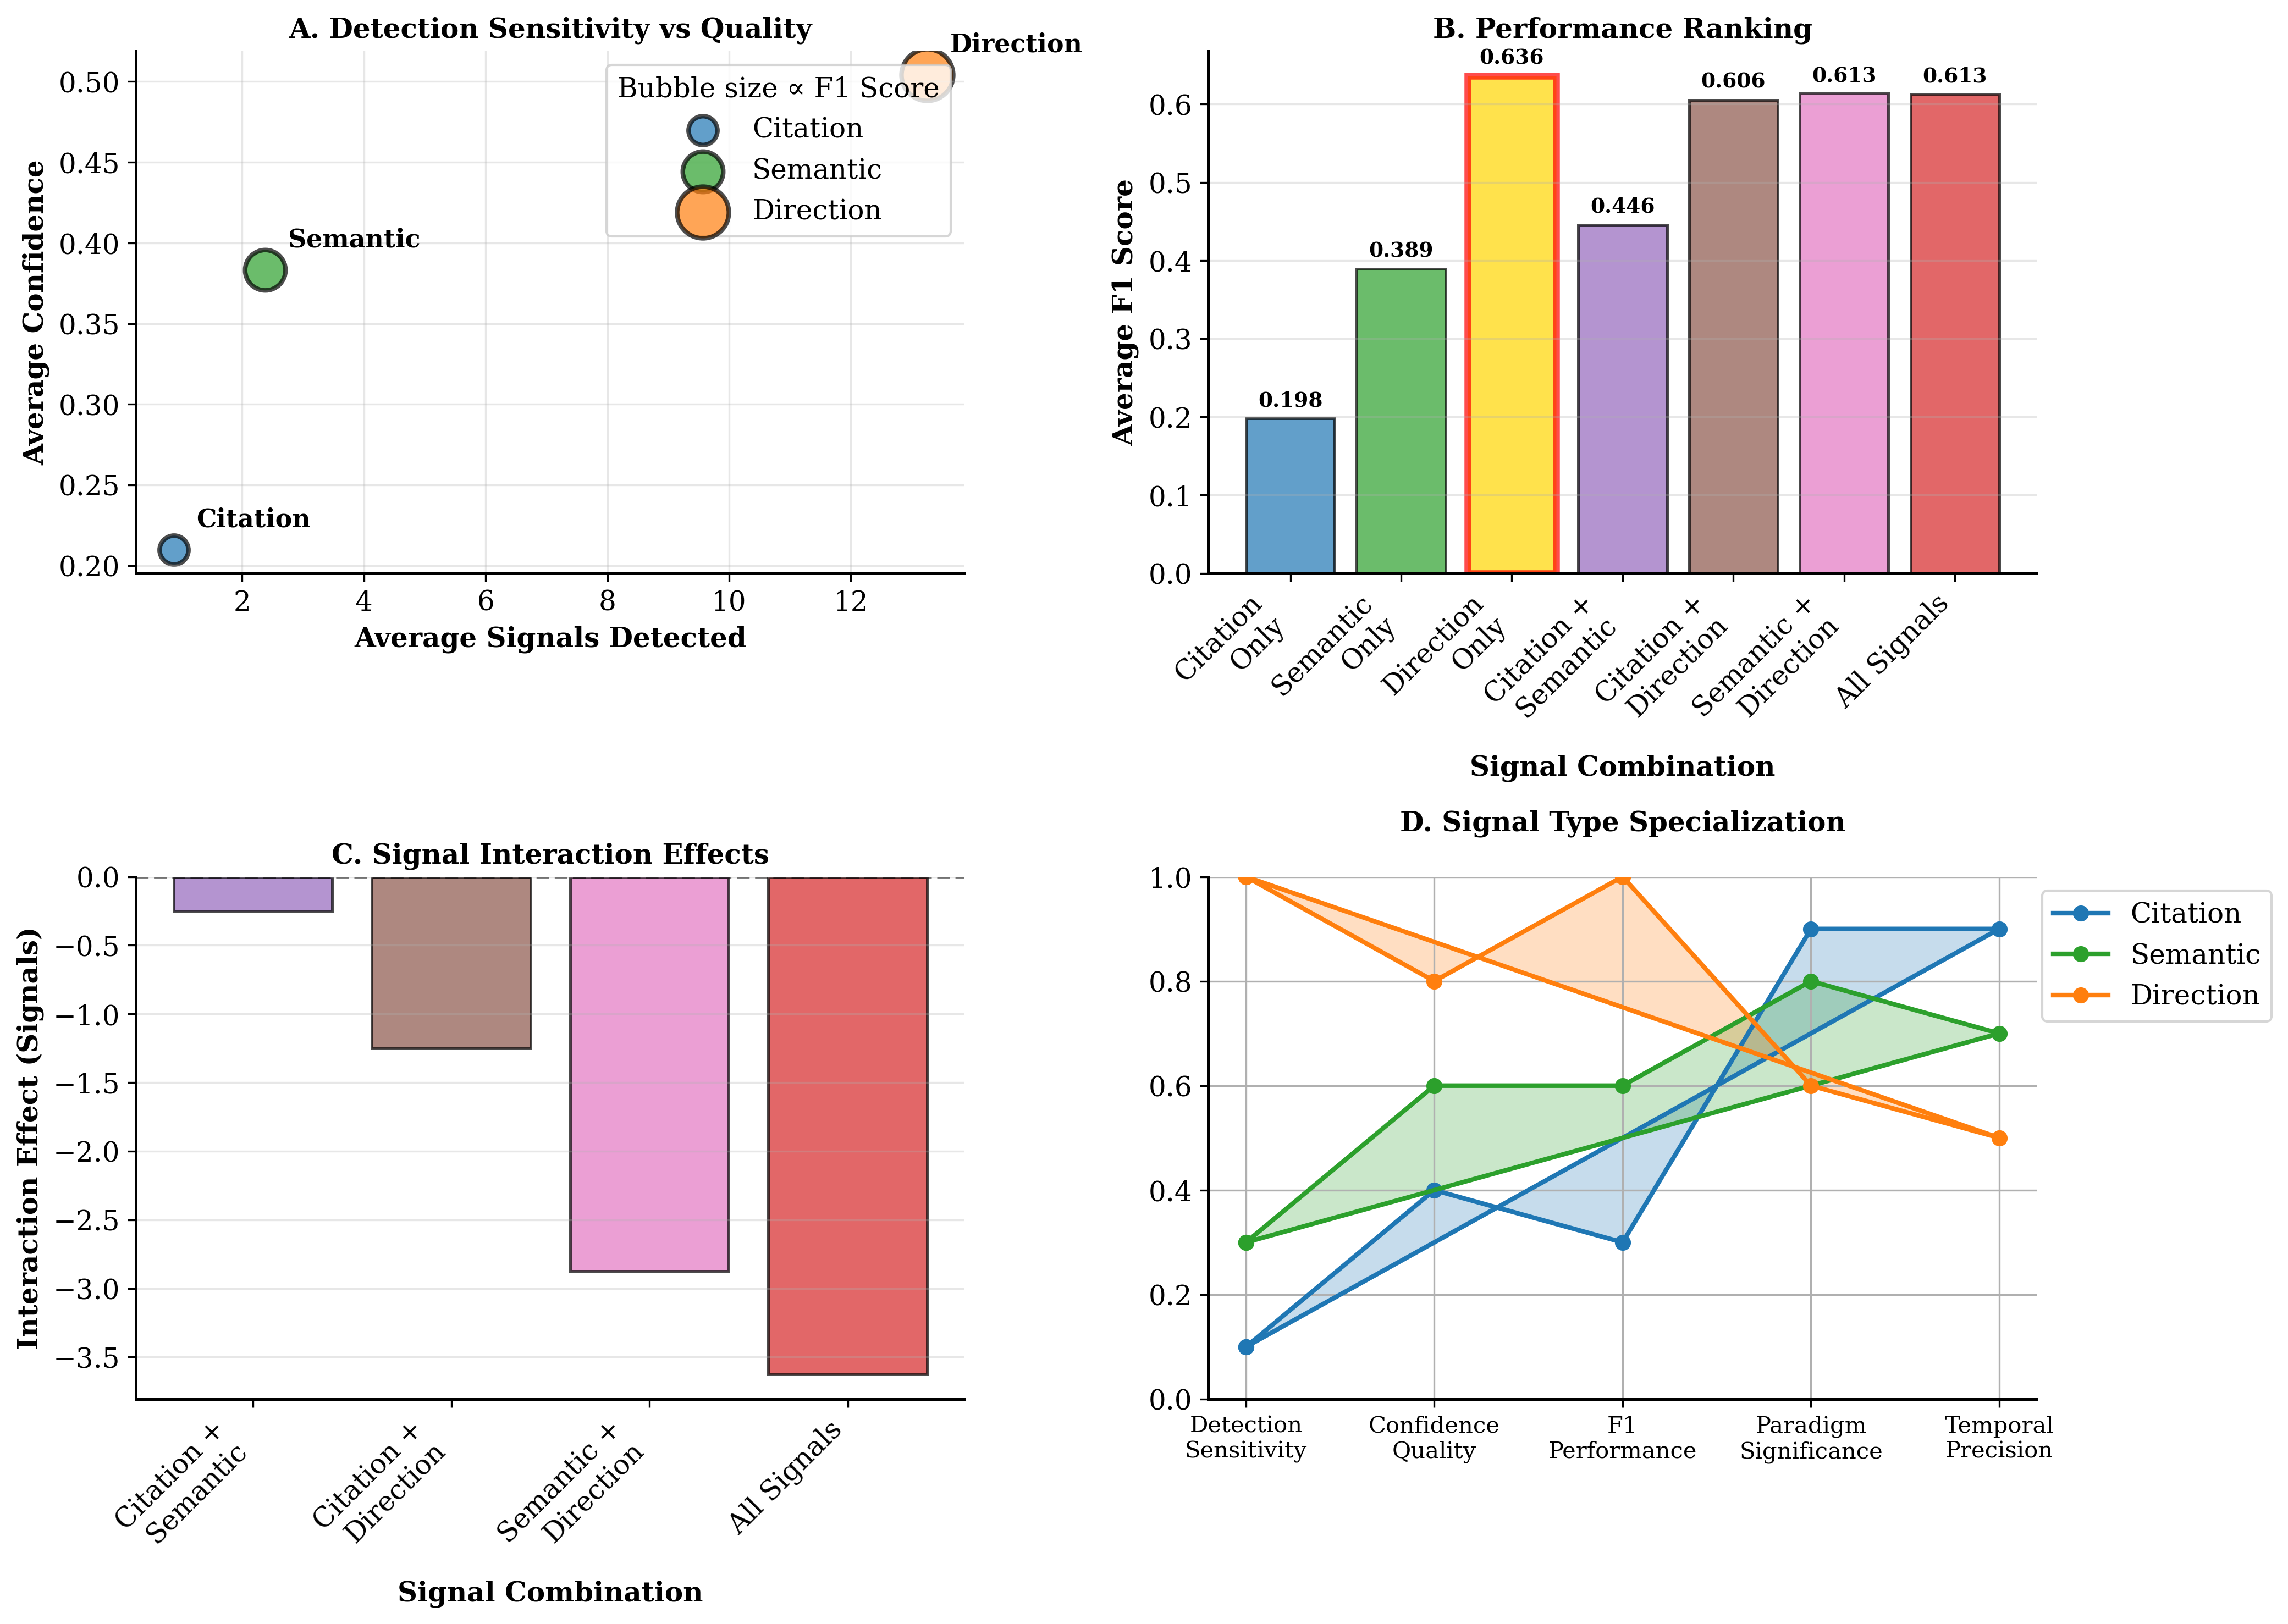 A. Detection Sensitivity vs Quality
Direction
Bubble size ∝ F1 Score
Citation
Semantic
Direction
Semantic
Citation
0.50
0.45
0.40
0.35
0.30
0.25
0.20
Average Confidence
2 4 6 8 10 12
Average Signals Detected
B. Performance Ranking
0.636
0.606
0.613
0.613
0.446
0.389
0.198
0.6
0.5
0.4
0.3
0.2
0.1
0.0
Average F1 Score
Citation
Only
Semantic
Only
Direction
Only
Citation +
Semantic
Citation +
Direction
Semantic +
Direction
All Signals
Signal Combination
C. Signal Interaction Effects
0.0
−0.5
−1.0
−1.5
−2.0
−2.5
−3.0
−3.5
Interaction Effect (Signals)
Citation +
Semantic
Citation +
Direction
Semantic +
Direction
All Signals
Signal Combination
D. Signal Type Specialization
1.0
0.8
0.6
0.4
0.2
0.0
Citation
Semantic
Direction
Detection
Sensitivity
Confidence
Quality
F1
Performance
Paradigm
Significance
Temporal
Precision